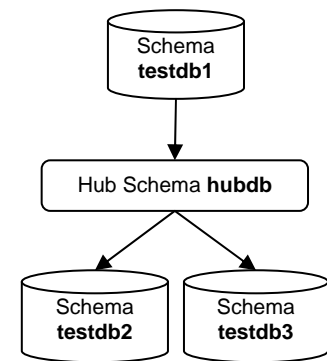 Schema
testdb1
Hub Schema hubdb
Schema
testdb2
Schema
testdb3